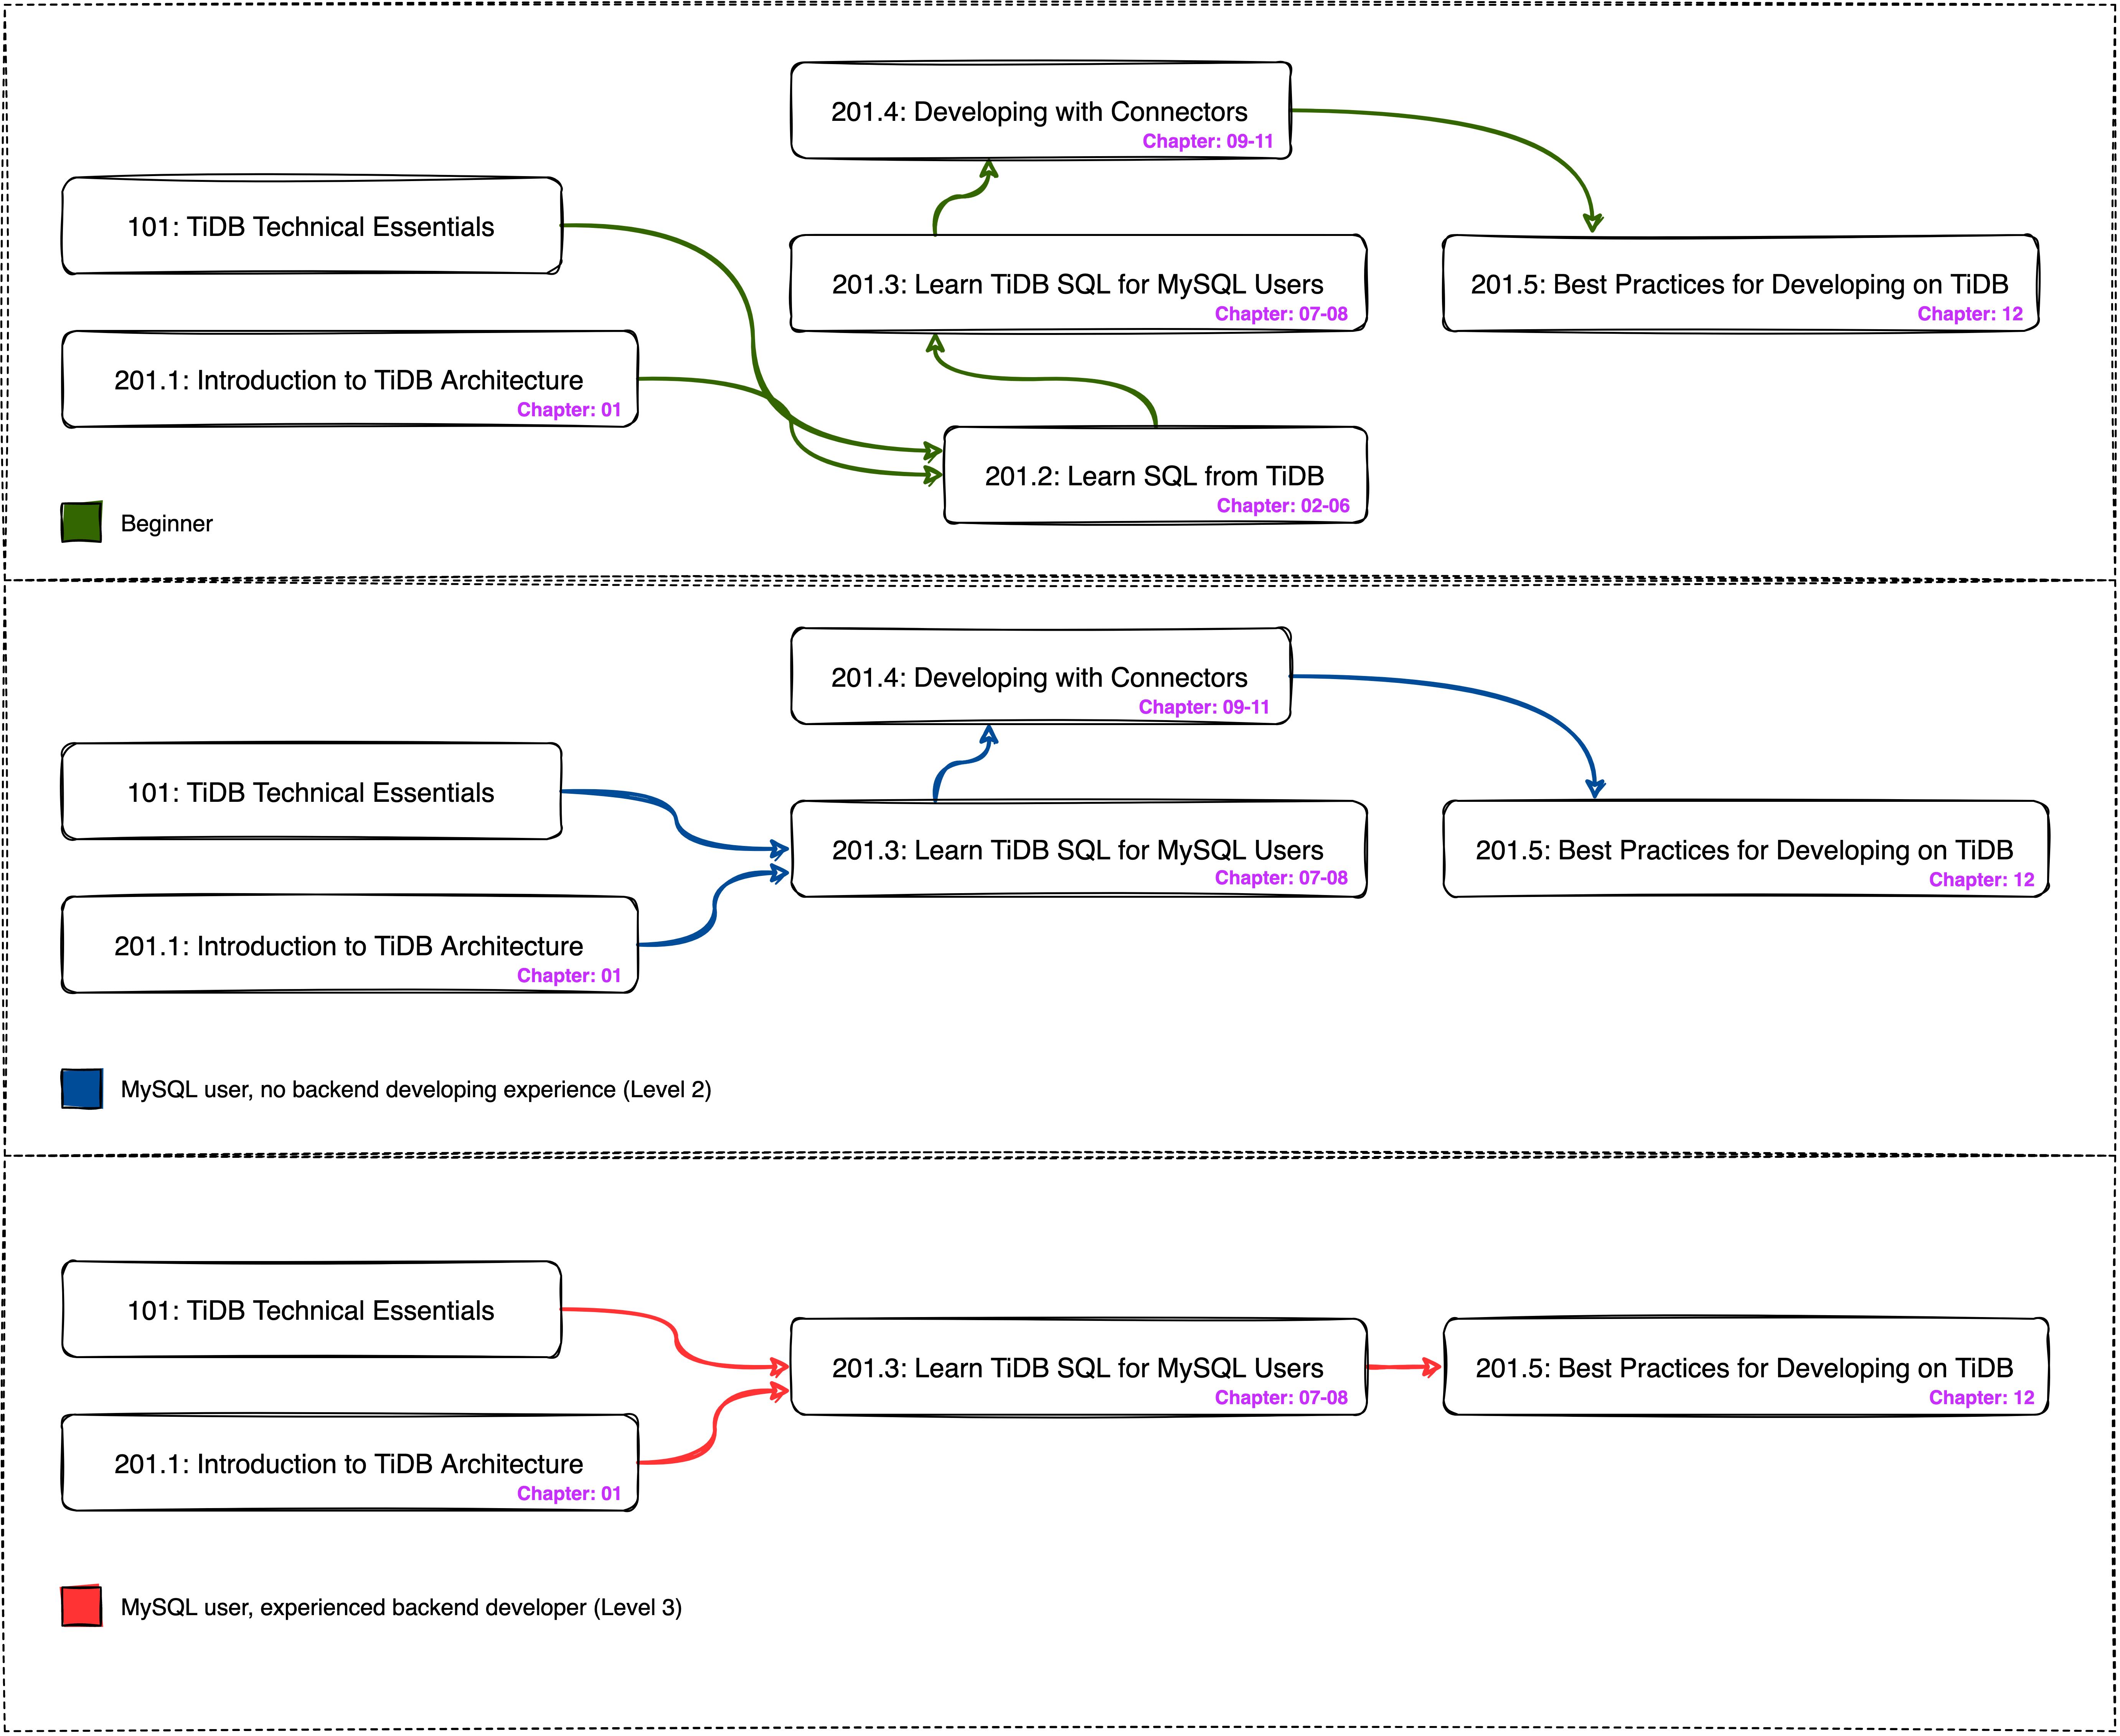 201.4: Developing with Connectors
Chapter: 09-11
101: TiDB Technical Essentials
201.3: Learn TiDB SQL for MySQL Users
Chapter: 07-08
201.5: Best Practices for Developing on TiDB
Chapter: 12
201.1: Introduction to TiDB Architecture
Chapter: 01
201.2: Learn SQL from TiDB
Chapter: 02-06
Beginner
201.4: Developing with Connectors
Chapter: 09-11
101: TiDB Technical Essentials
201.3: Learn TiDB SQL for MySQL Users
Chapter: 07-08
201.5: Best Practices for Developing on TiDB
Chapter: 12
201.1: Introduction to TiDB Architecture
Chapter: 01
MySQL user, no backend developing experience (Level 2)
101: TiDB Technical Essentials
201.3: Learn TiDB SQL for MySQL Users
Chapter: 07-08
201.5: Best Practices for Developing on TiDB
Chapter: 12
201.1: Introduction to TiDB Architecture
Chapter: 01
MySQL user, experienced backend developer (Level 3)